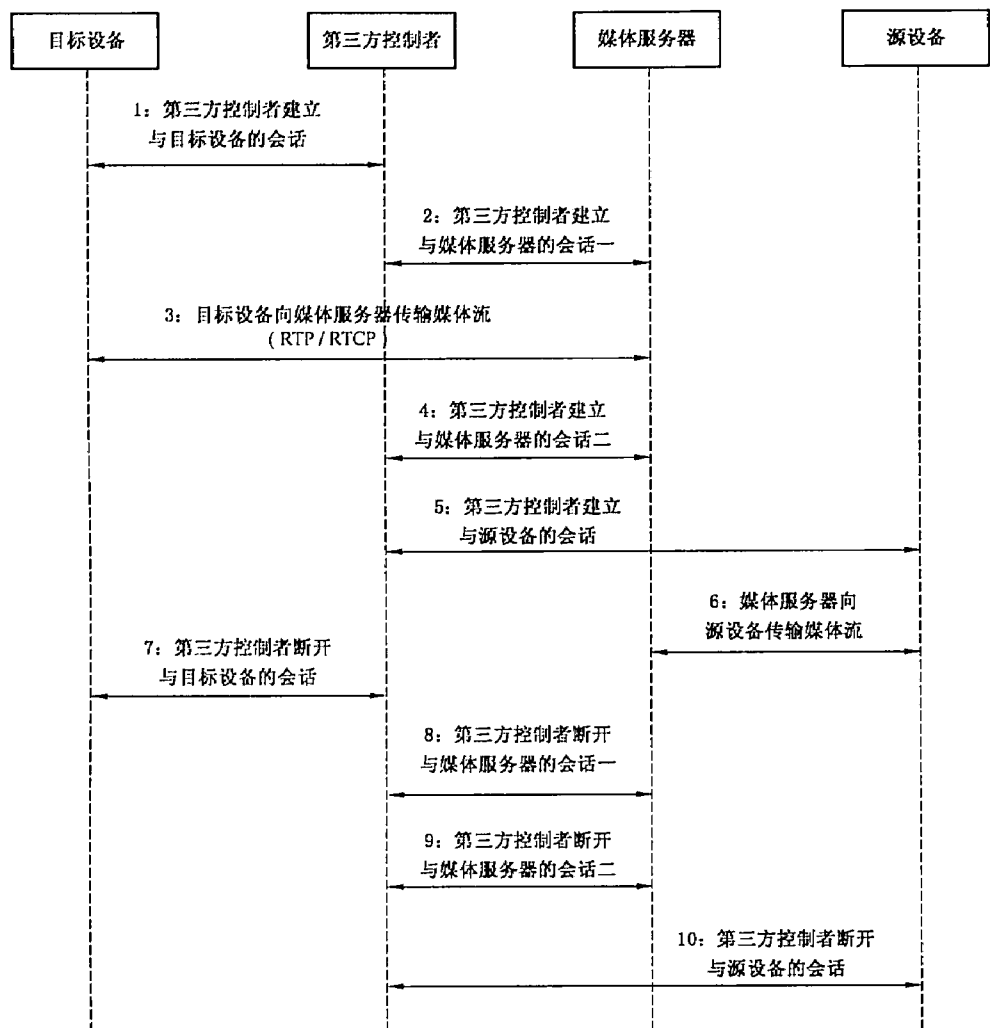 目标设备
第三方控制者
媒体服务器
源设备
1：第三方控制者建立
与目标设备的会话
2：第三方控制者建立
与媒体服务器的会话一
3：目标设备向媒体服务器传输媒体流
（RTP/RTCP）
4：第三方控制者建立
与媒体服务器的会话二
5：第三方控制者建立
与源设备的会话
6：媒体服务器向
源设备传输媒体流
7：第三方控制者断开
与目标设备的会话
8：第三方控制者断开
与媒体服务器的会话一
9：第三方控制者断开
与媒体服务器的会话二
10：第三方控制者断开
与源设备的会话